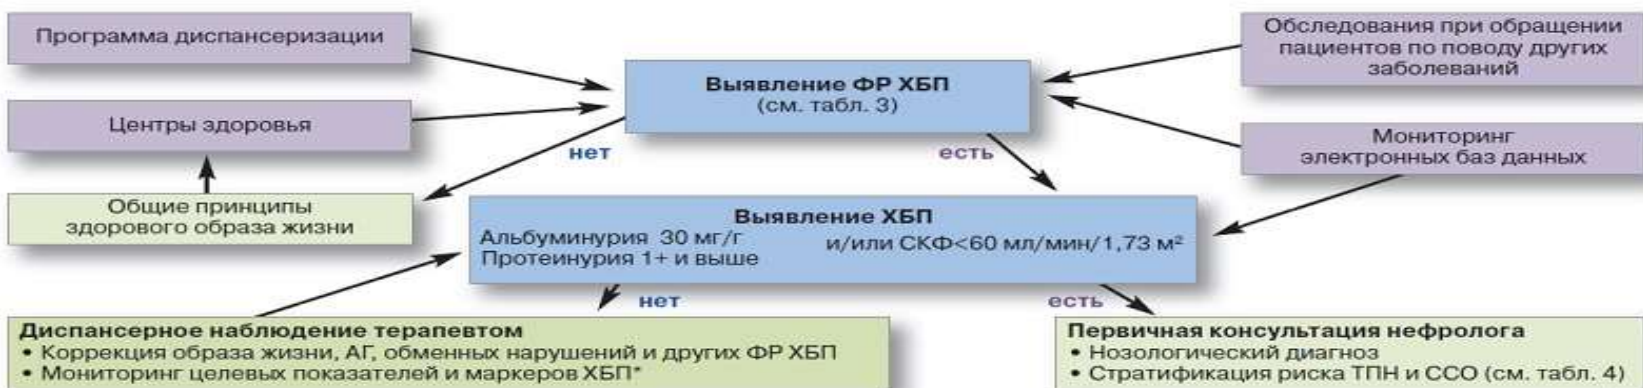 Программа диспансеризации
Обследования при обращении
пациентов по поводу других
заболеваний
Выявление ФР ХБП
(см. табл. 3)
Центры здоровья
Мониторинг
электронных баз данных
нет
есть
Общие принципы
здорового образа жизни
Выявление ХБП
Альбуминурия 30 мг/г
Протеинурия 1+ и выше
и/или СКФ<60 мл/мин/1,73 м²
нет
есть
Диспансерное наблюдение терапевтом
• Коррекция образа жизни, АГ, обменных нарушений и других ФР ХБП
• Мониторинг целевых показателей и маркеров ХБП*
Первичная консультация нефролога
• Нозологический диагноз
• Стратификация риска ТПН и ССО (см. табл. 4)